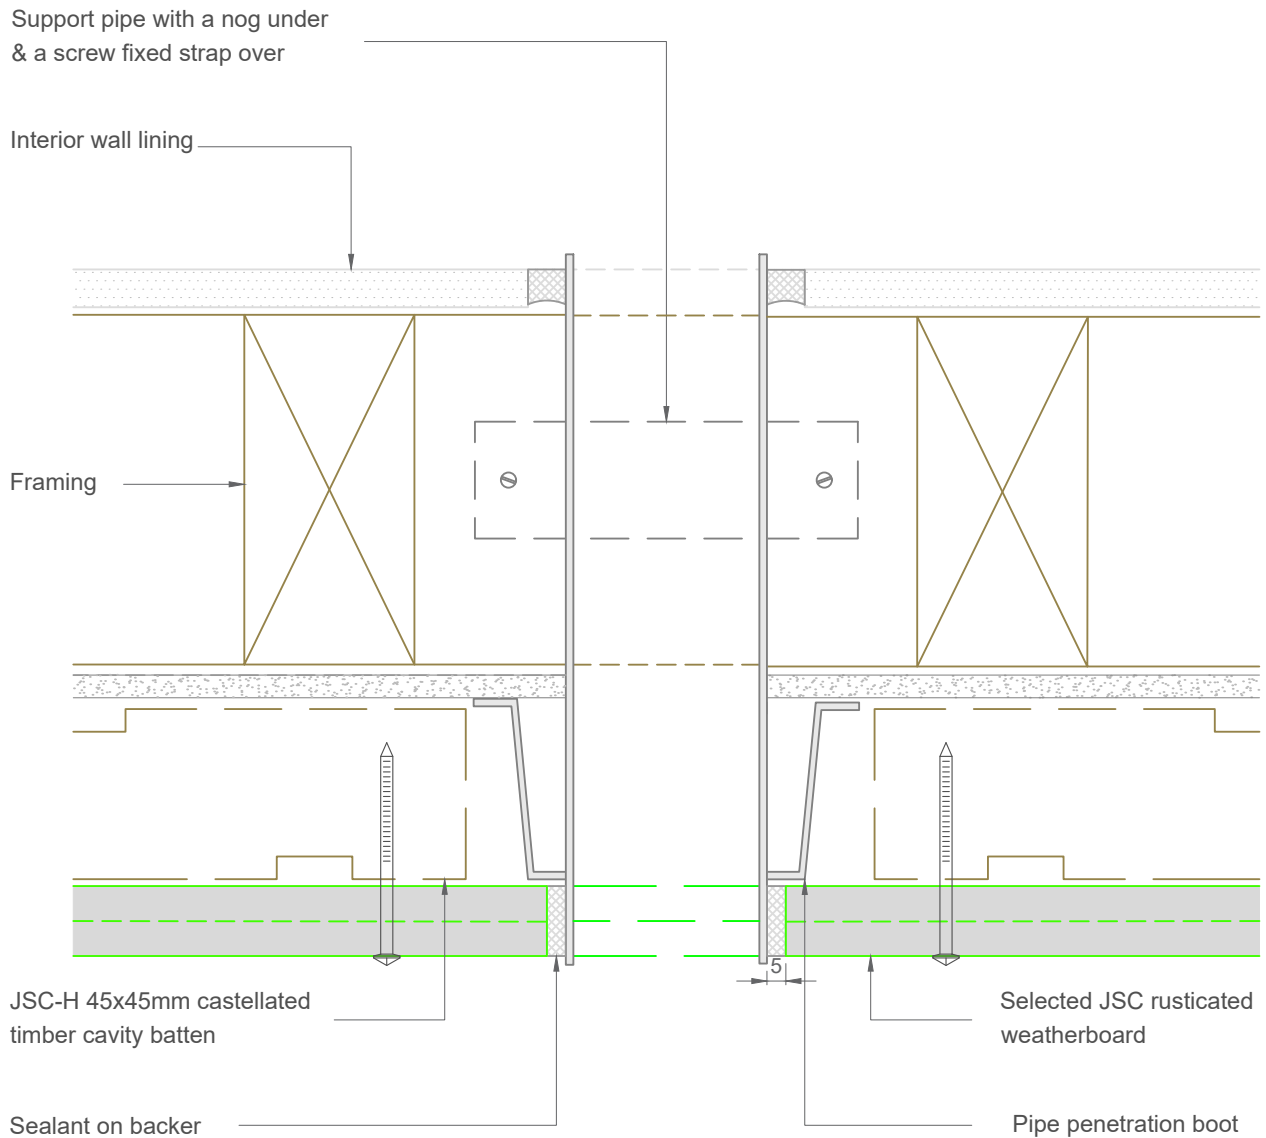 Support pipe with a nog under
& a screw fixed strap over
Interior wall lining
Framing
5
JSC-H 45x45mm castellated
timber cavity batten
Selected JSC rusticated
weatherboard
Sealant on backer
Pipe penetration boot